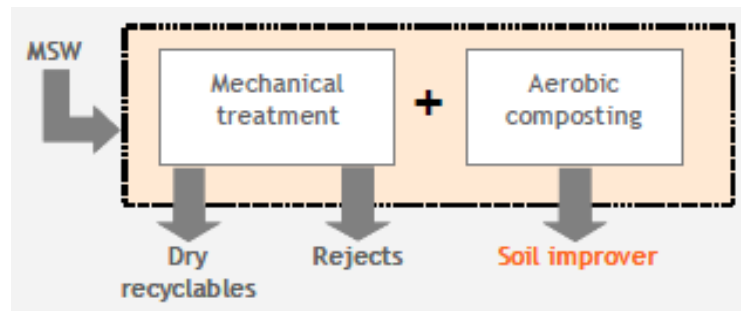 MSW
Mechanical
treatment
+
Aerobic
composting
Dry
recyclables
Rejects
Soil improver